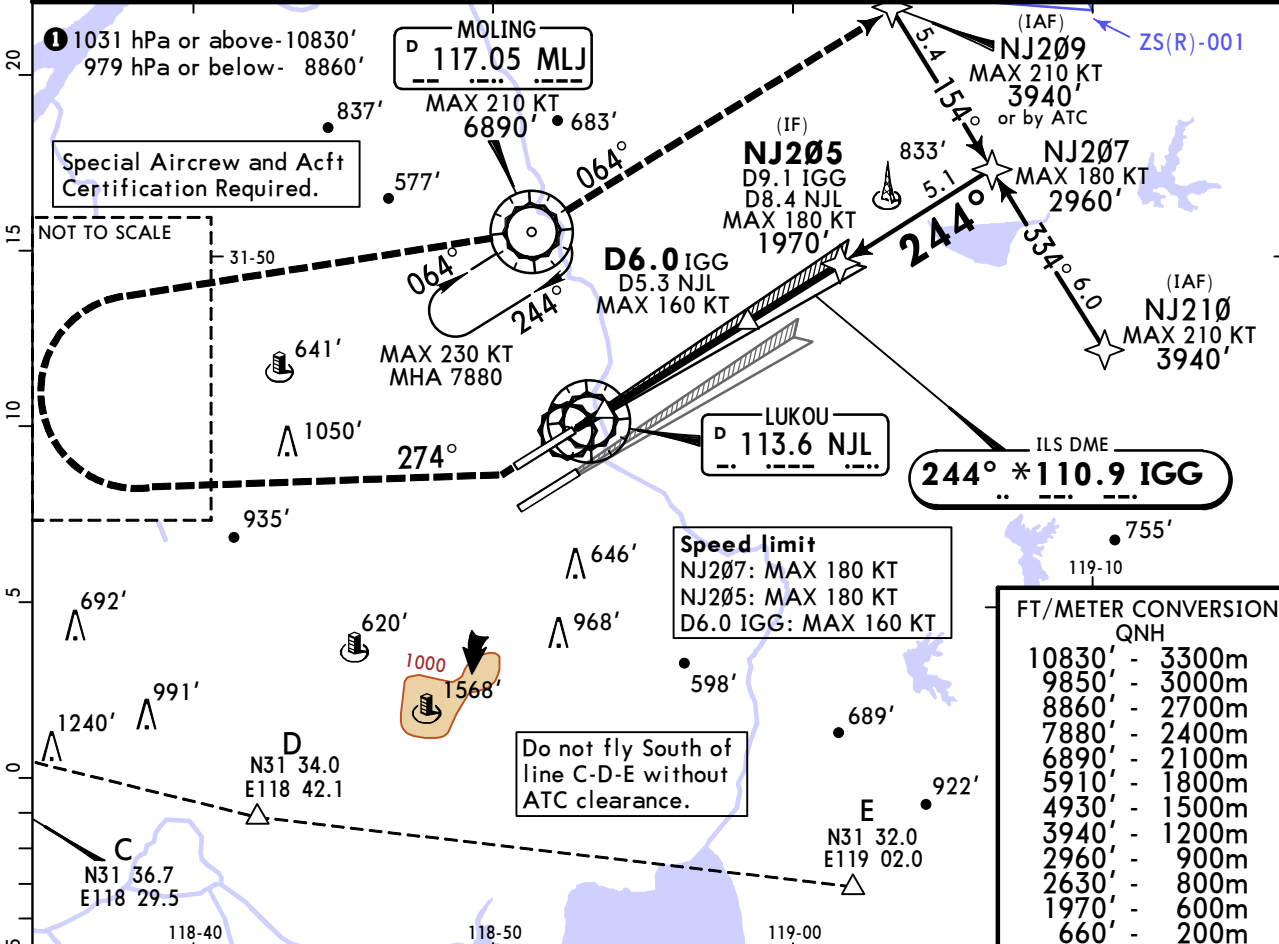 ❶ 1031 hPa or above-10830'
979 hPa or below- 8860'
MOLING
D 117.05 MLJ
MAX 210 KT
6890'
Special Aircrew and Acft
Certification Required.
NOT TO SCALE
31-50
837'
683'
577'
064°
(IAF)
NJ2Ø9
MAX 210 KT
3940'
or by ATC
ZS(R)-001
5.4
154°
(IF)
NJ2Ø5
D9.1 IGG
D8.4 NJL
MAX 180 KT
1970'
833'
5.1
244°
NJ2Ø7
MAX 180 KT
2960'
334°
6.0
(IAF)
NJ21Ø
MAX 210 KT
3940'
D6.0 IGG
D5.3 NJL
MAX 160 KT
064°
244°
MAX 230 KT
MHA 7880
641'
1050'
274°
LUKOU
D 113.6 NJL
ILS DME
244° *110.9 IGG
935'
755'
119-10
646'
968'
Speed limit
NJ2Ø7: MAX 180 KT
NJ2Ø5: MAX 180 KT
D6.0 IGG: MAX 160 KT
692'
620'
1000
1568'
598'
689'
922'
991'
1240'
D
N31 34.0
E118 42.1
Do not fly South of
line C-D-E without
ATC clearance.
E
N31 32.0
E119 02.0
C
N31 36.7
E118 29.5
FT/METER CONVERSION
QNH
10830' - 3300m
9850' - 3000m
8860' - 2700m
7880' - 2400m
6890' - 2100m
5910' - 1800m
4930' - 1500m
3940' - 1200m
2960' - 900m
2630' - 800m
1970' - 600m
660' - 200m
20
15
10
5
0
5
118-40
118-50
119-00